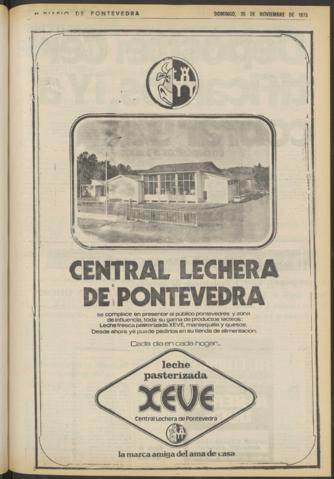 DIARIO DE PONTEVEDRA
DOMINGO, 25 DE NOVIEMBRE DE 1973
CENTRAL LECHERA
DE PONTEVEDRA
se complace en presentar al público pontevedrés y zona
de influencia, toda su gama de productos lácteos:
Leche fresca pasterizada XEVE, mantequilla y quesos.
Desde ahora ya puede pedirlos en su tienda de alimentación.
Cada día en cada hogar...
leche
pasterizada
XEVE
Central Lechera de Pontevedra
la marca amiga del ama de casa